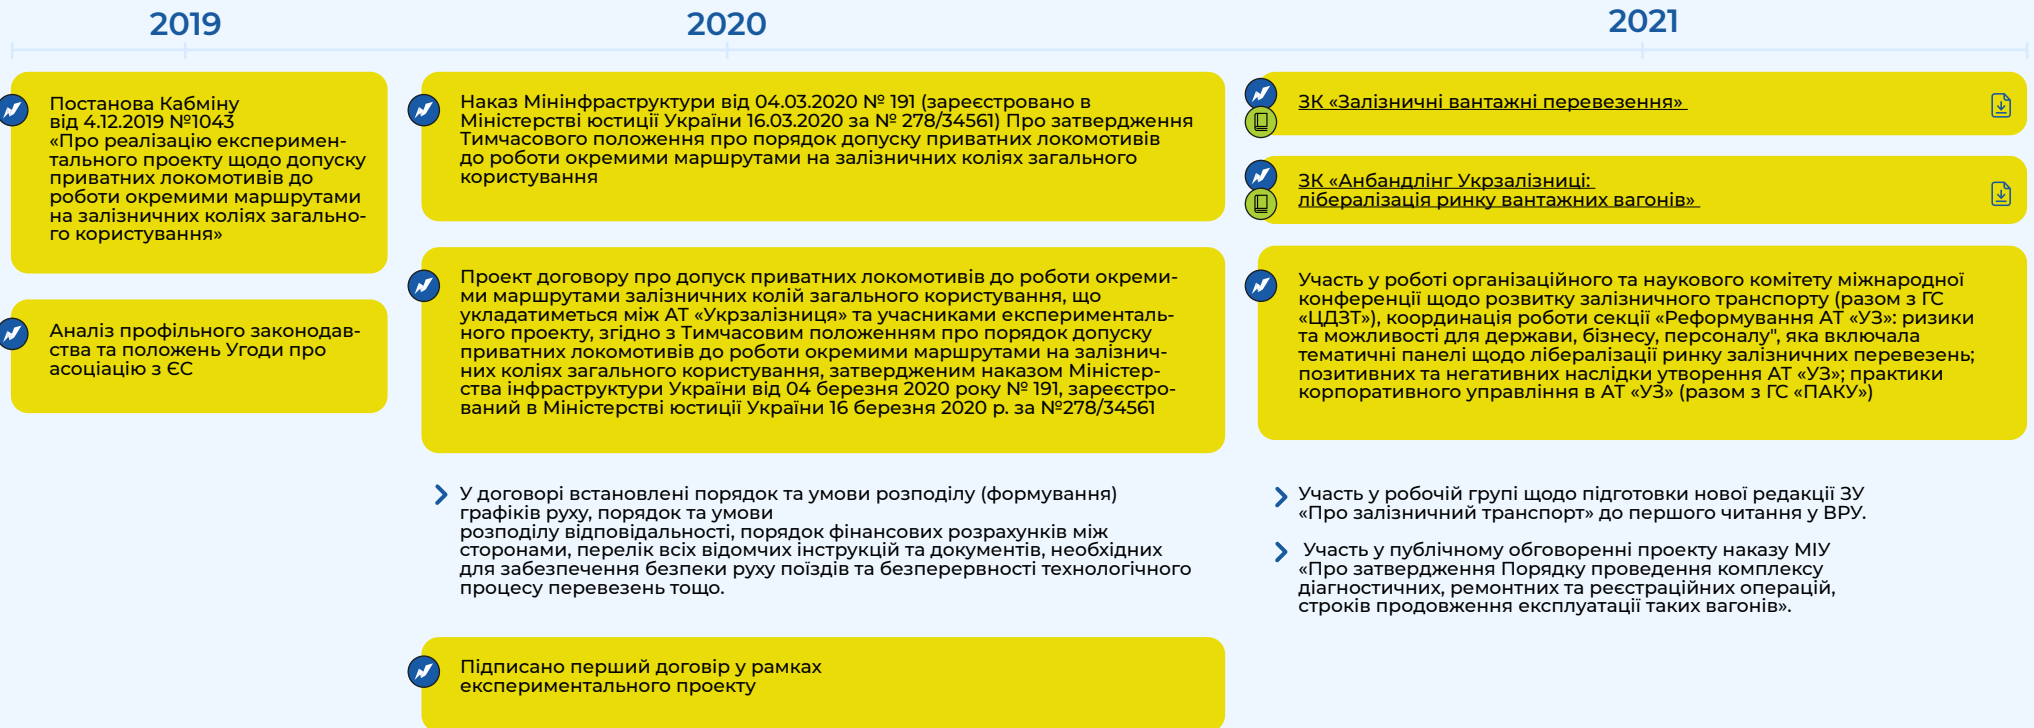 2019
Постанова Кабміну
від 4.12.2019 №1043
«Про реалізацію експеримен-
тального проекту щодо допуску
приватних локомотивів до
роботи окремими маршрутами
на залізничних коліях загально-
го користування»
Аналіз профільного законодав-
ства та положень Угоди про
асоціацію з ЄС
2020
Наказ Мінінфраструктури від 04.03.2020 № 191 (зареєстровано в
Міністерстві юстиції України 16.03.2020 за № 278/34561) Про затвердження
Тимчасового положення про порядок допуску приватних локомотивів
до роботи окремими маршрутами на залізничних коліях загального
користування
Проект договору про допуск приватних локомотивів до роботи окреми-
ми маршрутами залізничних колій загального користування, що
укладатиметься між АТ «Укрзалізниця» та учасниками експерименталь-
ного проекту, згідно з Тимчасовим положенням про порядок допуску
приватних локомотивів до роботи окремими маршрутами на залізнич-
них коліях загального користування, затвердженим наказом Міністер-
ства інфраструктури України від 04 березня 2020 року № 191, зареєстро-
ваний в Міністерстві юстиції України 16 березня 2020 р. за №278/34561
У договорі встановлені порядок та умови розподілу (формування)
графіків руху, порядок та умови
розподілу відповідальності, порядок фінансових розрахунків між
сторонами, перелік всіх відомчих інструкцій та документів, необхідних
для забезпечення безпеки руху поїздів та безперервності технологічного
процесу перевезень тощо.
Підписано перший договір у рамках
експериментального проекту
2021
ЗК «Залізничні вантажні перевезення»
ЗК «Анбандлінг Укрзалізниці:
лібералізація ринку вантажних вагонів»
Участь у роботі організаційного та наукового комітету міжнародної
конференції щодо розвитку залізничного транспорту (разом з ГС
«ЦДЗТ»), координація роботи секції «Реформування АТ «УЗ»: ризики
та можливості для держави, бізнесу, персоналу", яка включала
тематичні панелі щодо лібералізації ринку залізничних перевезень;
позитивних та негативних наслідки утворення АТ «УЗ»; практики
корпоративного управління в АТ «УЗ» (разом з ГС «ПАКУ»)
Участь у робочій групі щодо підготовки нової редакції ЗУ
«Про залізничний транспорт» до першого читання у ВРУ.
Участь у публічному обговоренні проекту наказу МІУ
«Про затвердження Порядку проведення комплексу
діагностичних, ремонтних та реєстраційних операцій,
строків продовження експлуатації таких вагонів».